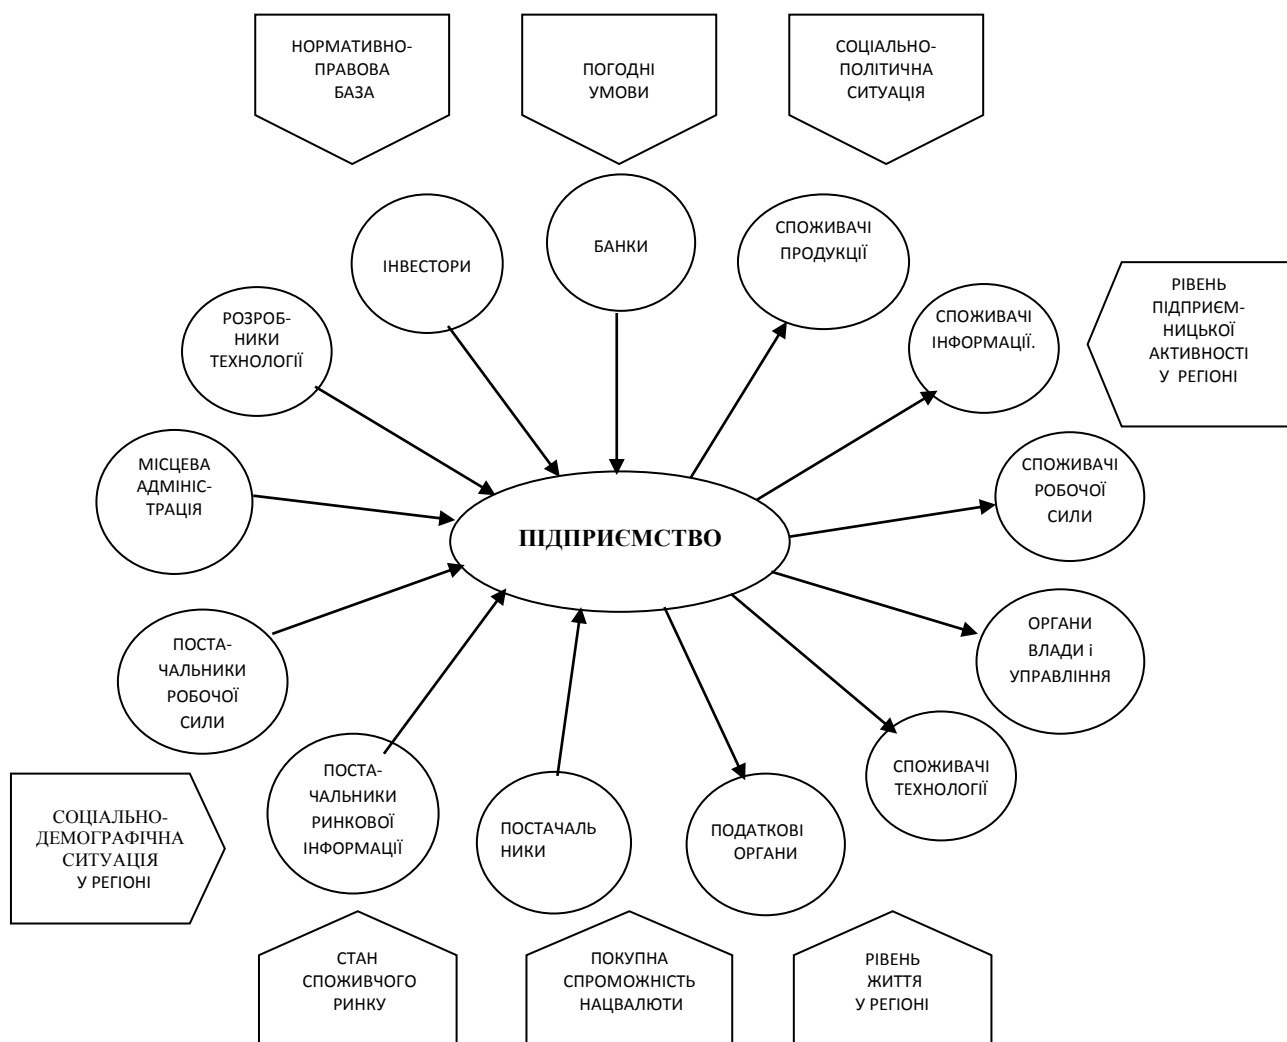 НОРМАТИВНО-
ПРАВОВА
БАЗА
ПОГОДНІ
УМОВИ
СОЦІАЛЬНО-
ПОЛІТИЧНА
СИТУАЦІЯ
ІНВЕСТОРИ
БАНКИ
СПОЖИВАЧІ
ПРОДУКЦІЇ
РОЗРОБ-
НИКИ
ТЕХНОЛОГІЇ
СПОЖИВАЧІ
ІНФОРМАЦІЇ.
РІВЕНЬ
ПІДПРИЄМ-
НИЦЬКОЇ
АКТИВНОСТІ
У РЕГІОНІ
МІСЦЕВА
АДМІНІС-
ТРАЦІЯ
СПОЖИВАЧІ
РОБОЧОЇ
СИЛИ
ПІДПРИЄМСТВО
ПОСТА-
ЧАЛЬНИКИ
РОБОЧОЇ
СИЛИ
ОРГАНИ
ВЛАДИ і
УПРАВЛІННЯ
ПОСТА-
ЧАЛЬНИКИ
РИНКОВОЇ
ІНФОРМАЦІЇ
ПОСТАЧАЛЬ
НИКИ
ПОДАТКОВІ
ОРГАНИ
СПОЖИВАЧІ
ТЕХНОЛОГІЇ
СОЦІАЛЬНО-
ДЕМОГРАФІЧНА
СИТУАЦІЯ
У РЕГІОНІ
СТАН
СПОЖИВЧОГО
РИНКУ
ПОКУПНА
СПРОМОЖНІСТЬ
НАЦВАЛЮТИ
РІВЕНЬ
ЖИТТЯ
У РЕГІОНІ